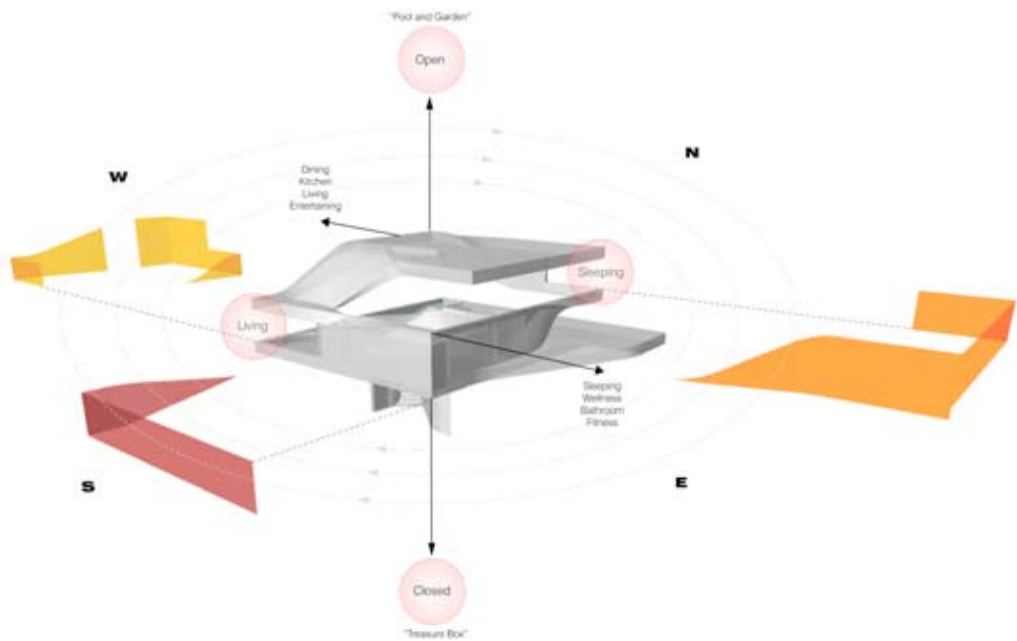 "Pool and Garden"
Open
N
W
Dining
Kitchen
Living
Entertaining
Sleeping
Living
Sleeping
Wellness
Bathroom
Fitness
S
E
Closed
"Treasure Box"